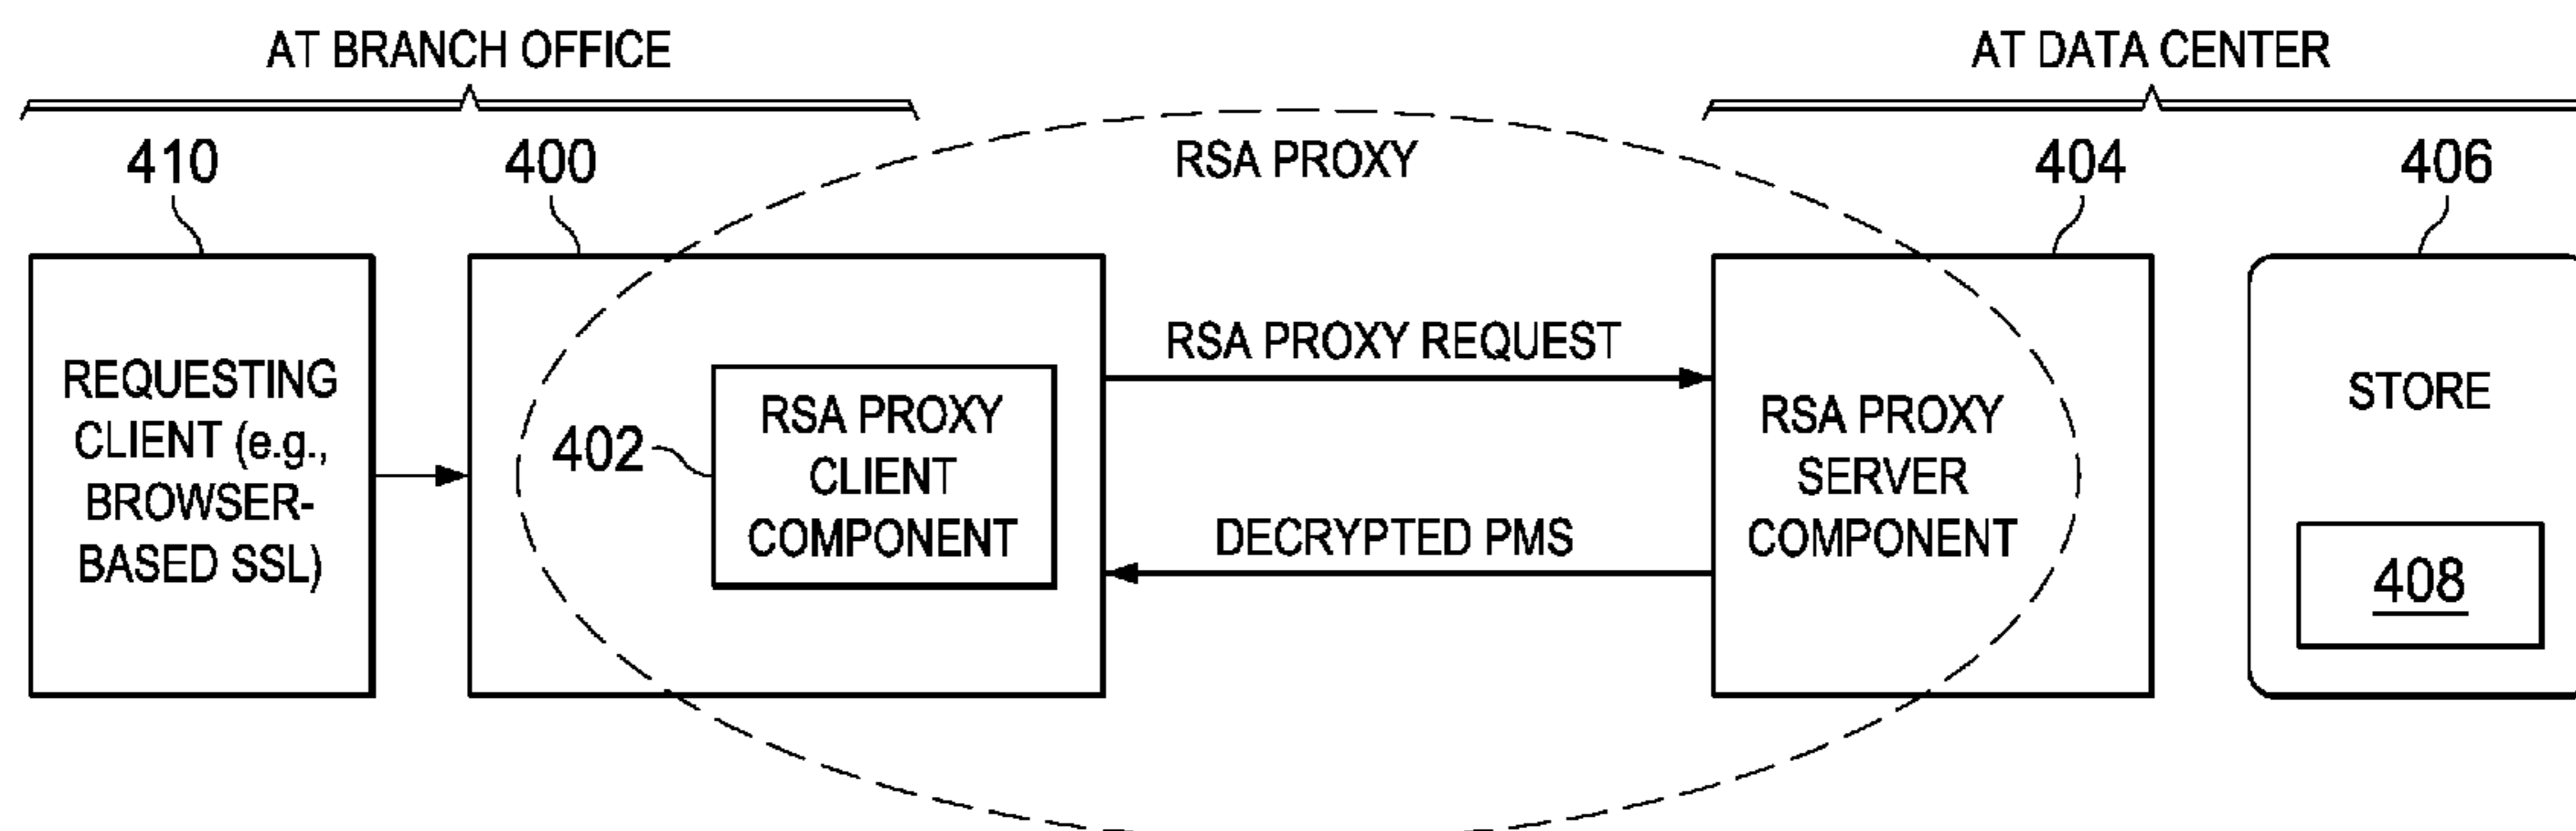 AT BRANCH OFFICE
AT DATA CENTER
410
400
RSA PROXY
404
406
REQUESTING
CLIENT (e.g.,
BROWSER-
BASED SSL)
402
RSA PROXY
CLIENT
COMPONENT
RSA PROXY REQUEST
DECRYPTED PMS
RSA PROXY
SERVER
COMPONENT
STORE
408